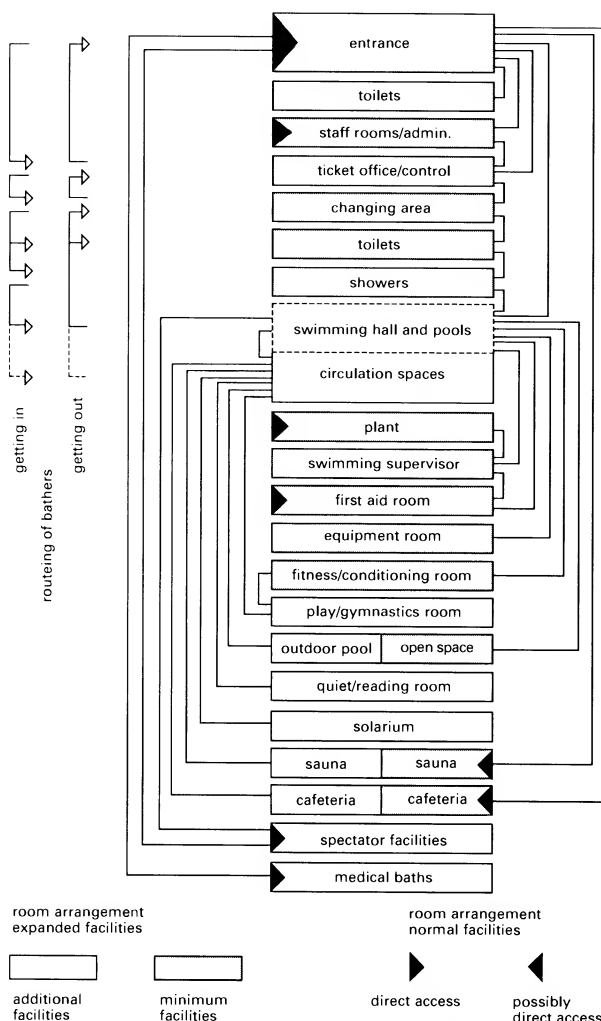 entrance
toilets
staff rooms/admin.
ticket office/control
changing area
toilets
showers
swimming hall and pools
circulation spaces
plant
swimming supervisor
first aid room
equipment room
fitness/conditioning room
play/gymnastics room
outdoor pool open space
quiet/reading room
solarium
sauna sauna
cafeteria cafeteria
spectator facilities
medical baths
getting in
getting out
routeing of bathers
room arrangement
expanded facilities
additional
facilities
minimum
facilities
room arrangement
normal facilities
direct access
possibly
direct access